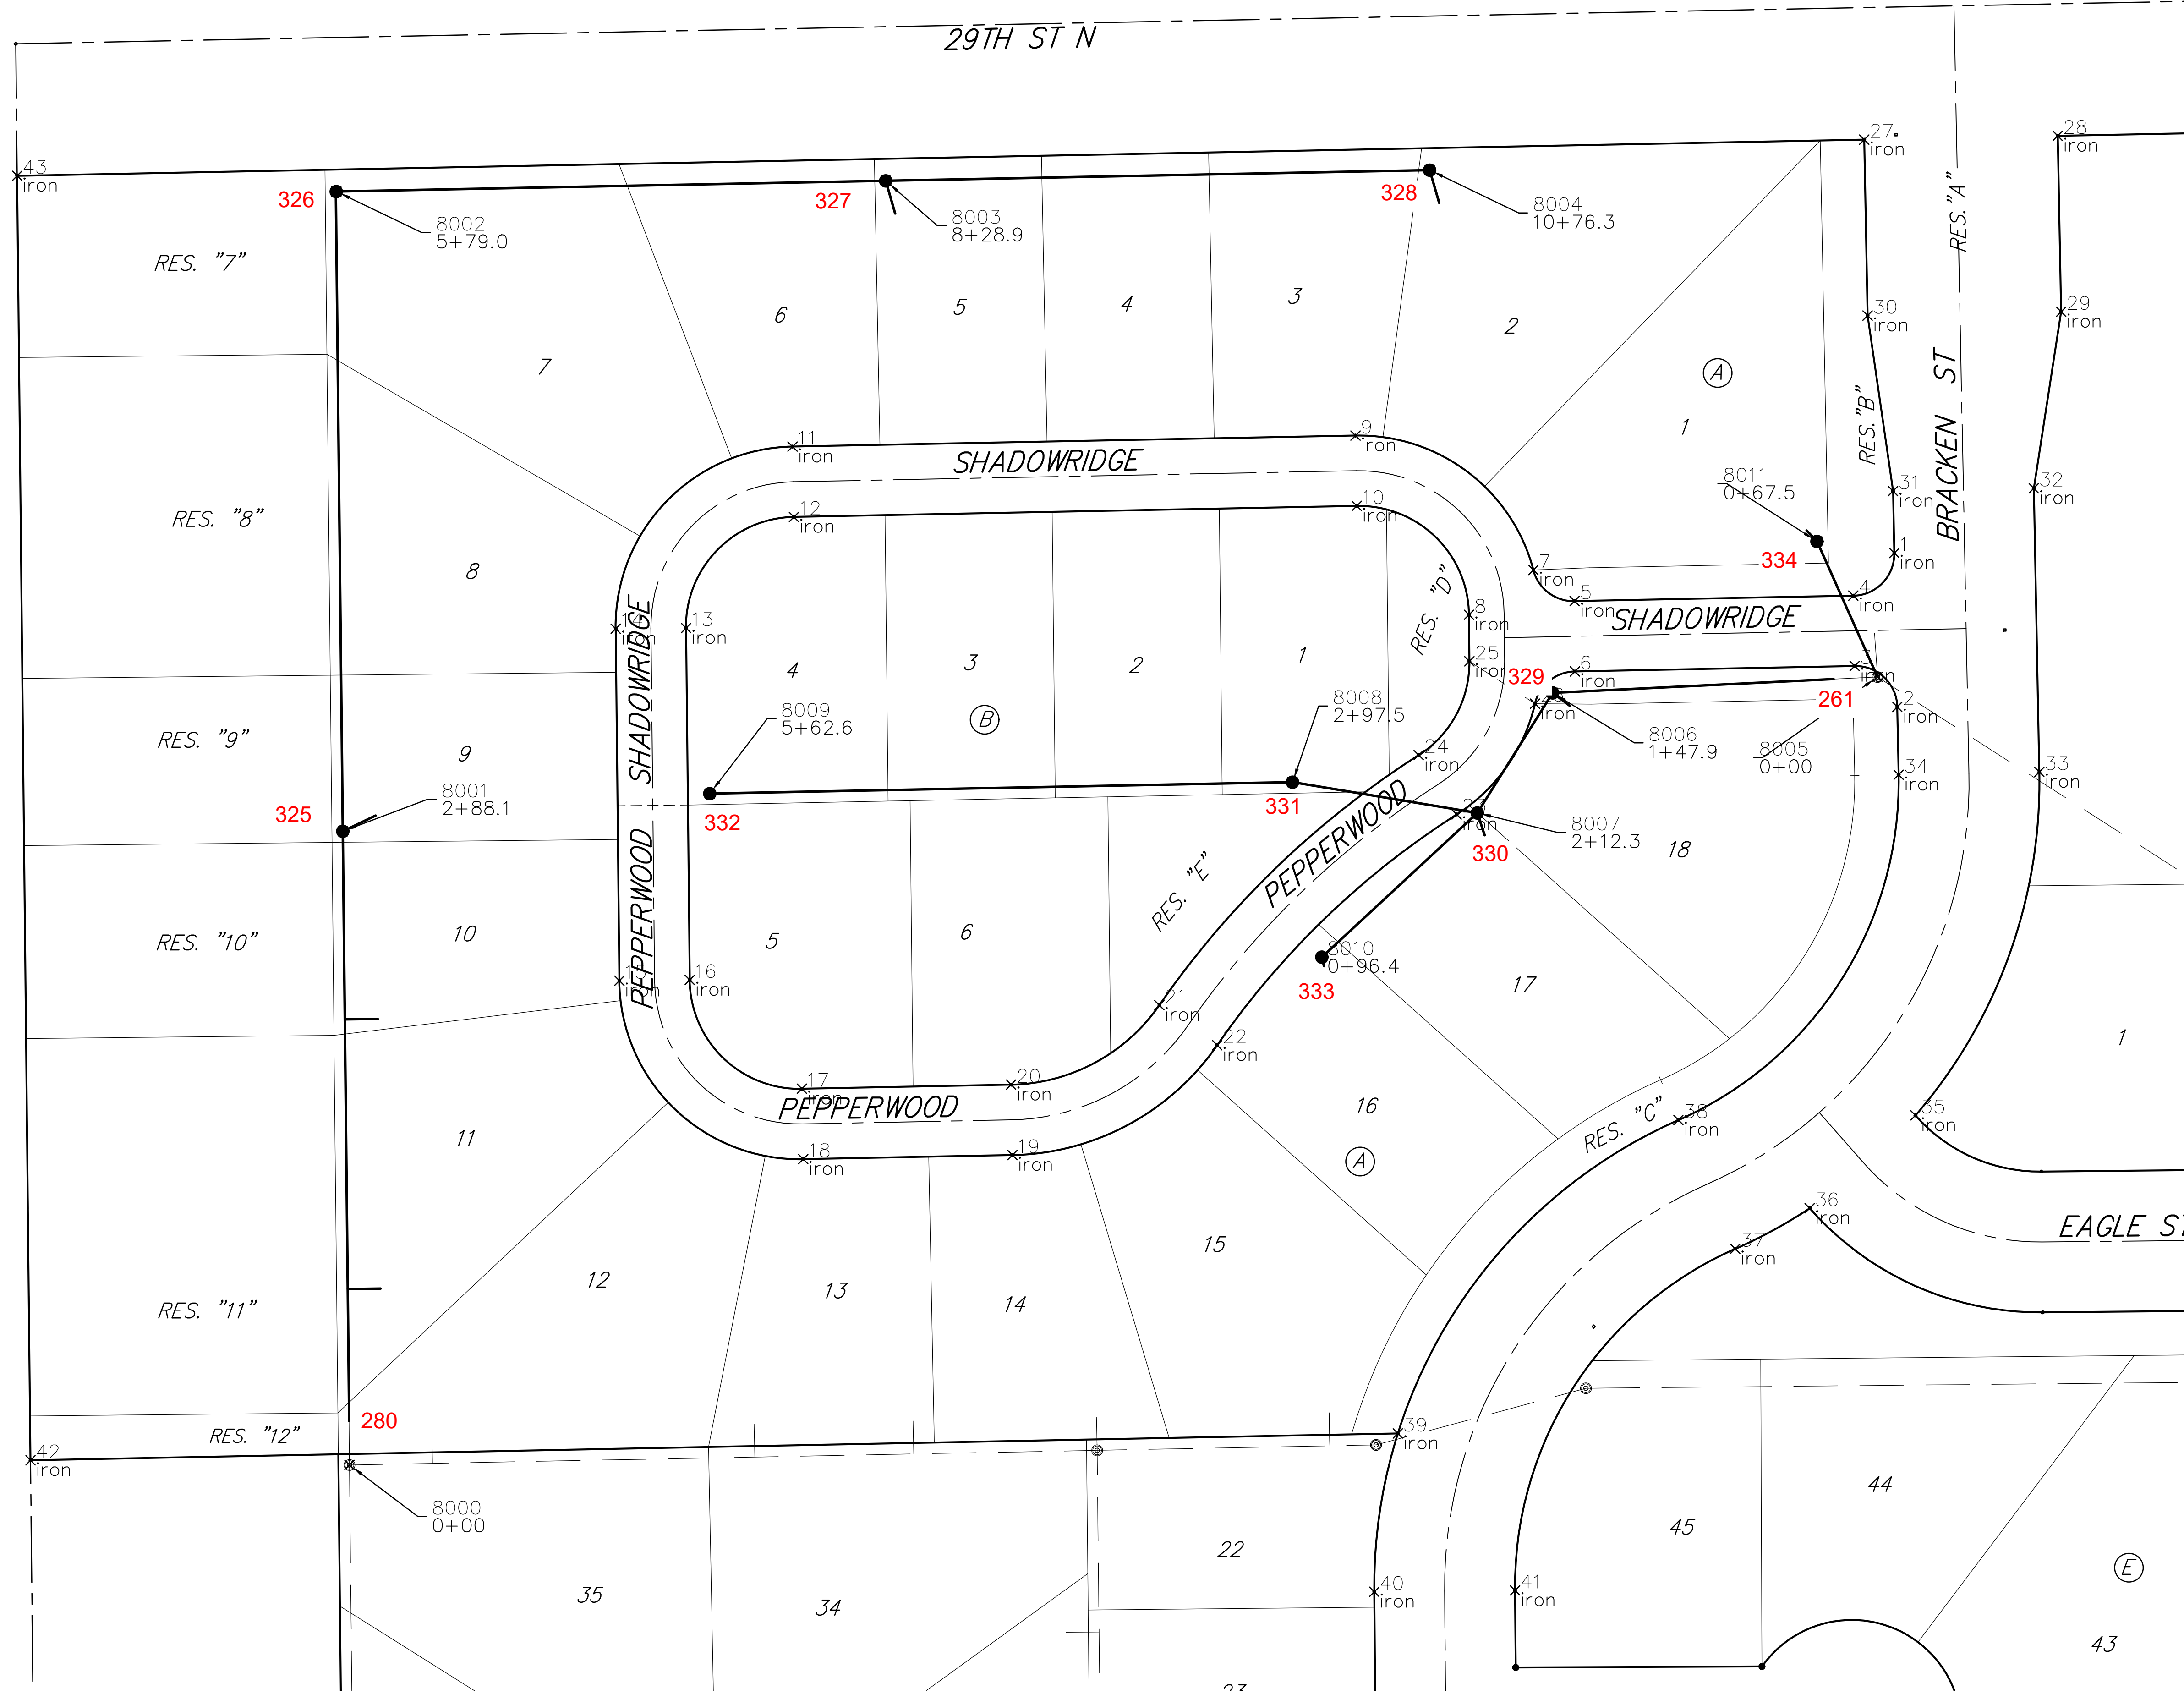 29TH ST N
27
28
43
iron
iron
326
327
328
8002
5+79.0
8003
8+28.9
8004
10+76.3
RES. "A"
RES. "7"
30
iron
29
iron
6
5
4
3
2
7
A
RES. "B"
BRACKEN ST
1
11
iron
9
iron
SHADOWRIDGE
8011
0+67.5
31
iron
32
iron
12
iron
10
iron
RES. "8"
334
1
iron
7
iron
8
4
5
iron
SHADOWRIDGE
RES. "D"
8
iron
14
iron
13
iron
SHADOWRIDGE
4
3
2
1
25
iron
329
6
iron
3
iron
261
2
iron
iron
8009
5+62.6
B
8008
2+97.5
8006
1+47.9
8005
0+00
RES. "9"
9
24
iron
34
iron
33
iron
8001
2+88.1
325
332
331
PEPPERWOOD
23
iron
330
8007
2+12.3
18
RES. "E"
PEPPERWOOD
RES. "10"
10
5
6
8010
0+96.4
333
15
iron
16
iron
17
21
iron
22
iron
1
17
iron
20
iron
PEPPERWOOD
16
RES. "C"
38
iron
35
iron
11
18
iron
19
iron
A
36
iron
37
iron
EAGLE ST
15
12
13
14
RES. "11"
280
RES. "12"
39
iron
42
iron
44
8000
0+00
45
22
E
35
34
40
iron
41
iron
43
23